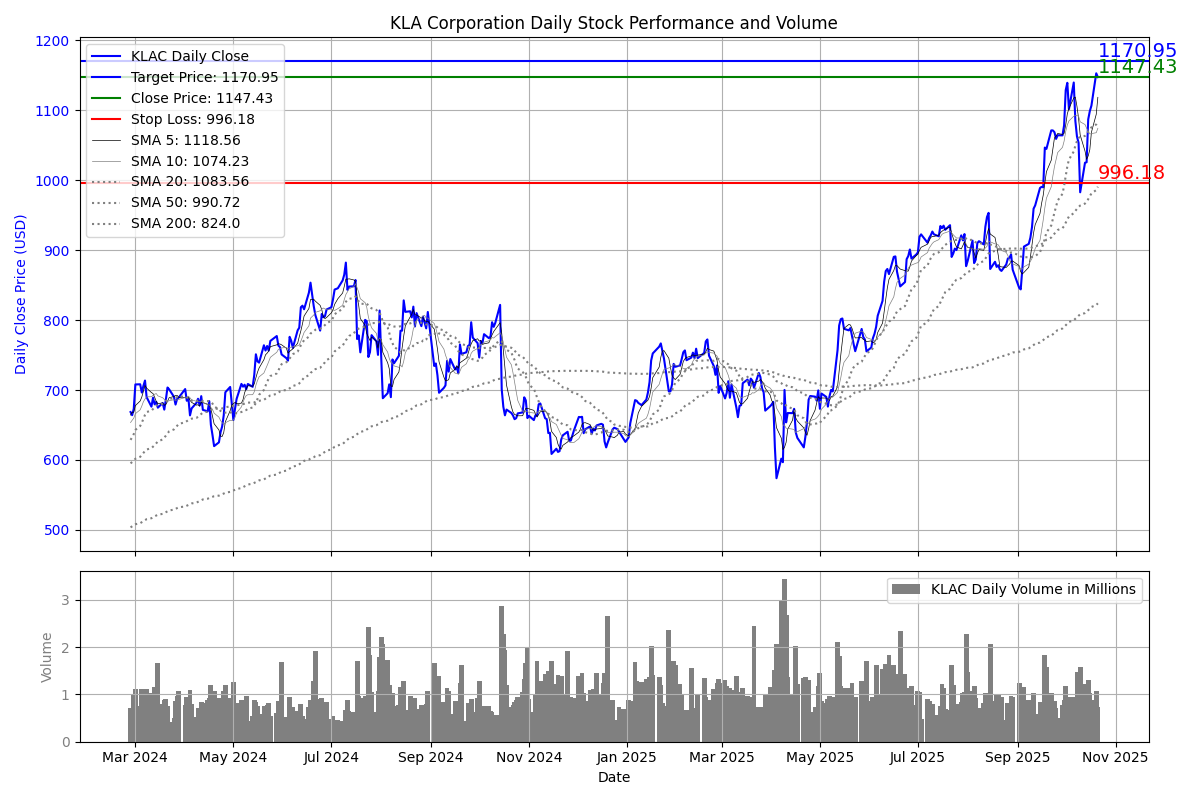 KLA Corporation Daily Stock Performance and Volume
1200
1100
1000
900
800
700
600
500
Daily Close Price (USD)
KLAC Daily Close
Target Price: 1170.95
Close Price: 1147.43
Stop Loss: 996.18
SMA 5: 1118.56
SMA 10: 1074.23
SMA 20: 1083.56
SMA 50: 990.72
SMA 200: 824.0
1170.95
1147.43
996.18
3
2
1
0
Volume
KLAC Daily Volume in Millions
Mar 2024 May 2024 Jul 2024 Sep 2024 Nov 2024 Jan 2025 Mar 2025 May 2025 Jul 2025 Sep 2025 Nov 2025
Date